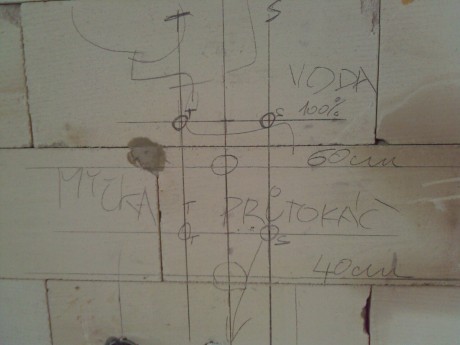 T S
VODA
100%
T S
60cm
MYČKA T PRŮTOKÁČ
T S
40cm